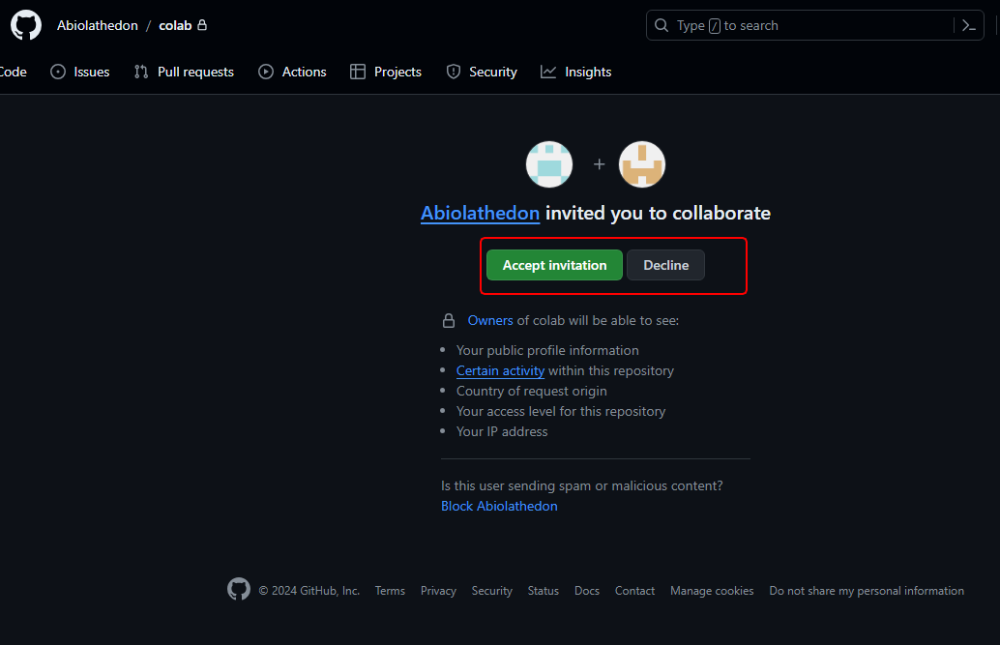 Abiolathedon / colab
Type / to search
Code Issues Pull requests Actions Projects Security Insights
Abiolathedon invited you to collaborate
Accept invitation Decline
Owners of colab will be able to see:
Your public profile information
Certain activity within this repository
Country of request origin
Your access level for this repository
Your IP address
Is this user sending spam or malicious content?
Block Abiolathedon
© 2024 GitHub, Inc. Terms Privacy Security Status Docs Contact Manage cookies Do not share my personal information